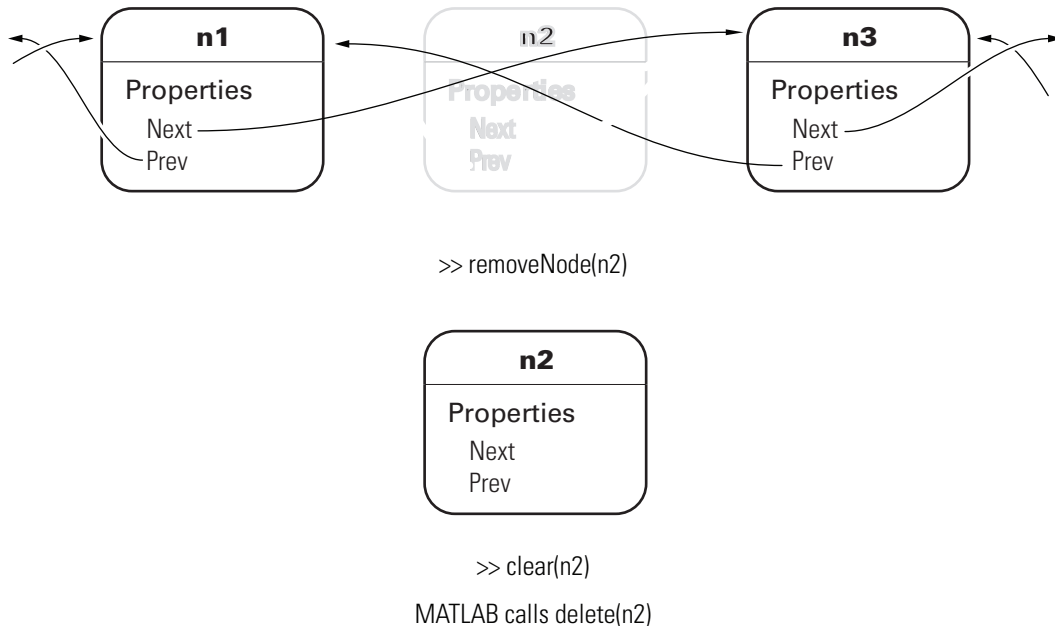 n1
Properties
Next
Prev
n2
Properties
Next
Prev
n3
Properties
Next
Prev
>> removeNode(n2)
n2
Properties
Next
Prev
>> clear(n2)
MATLAB calls delete(n2)